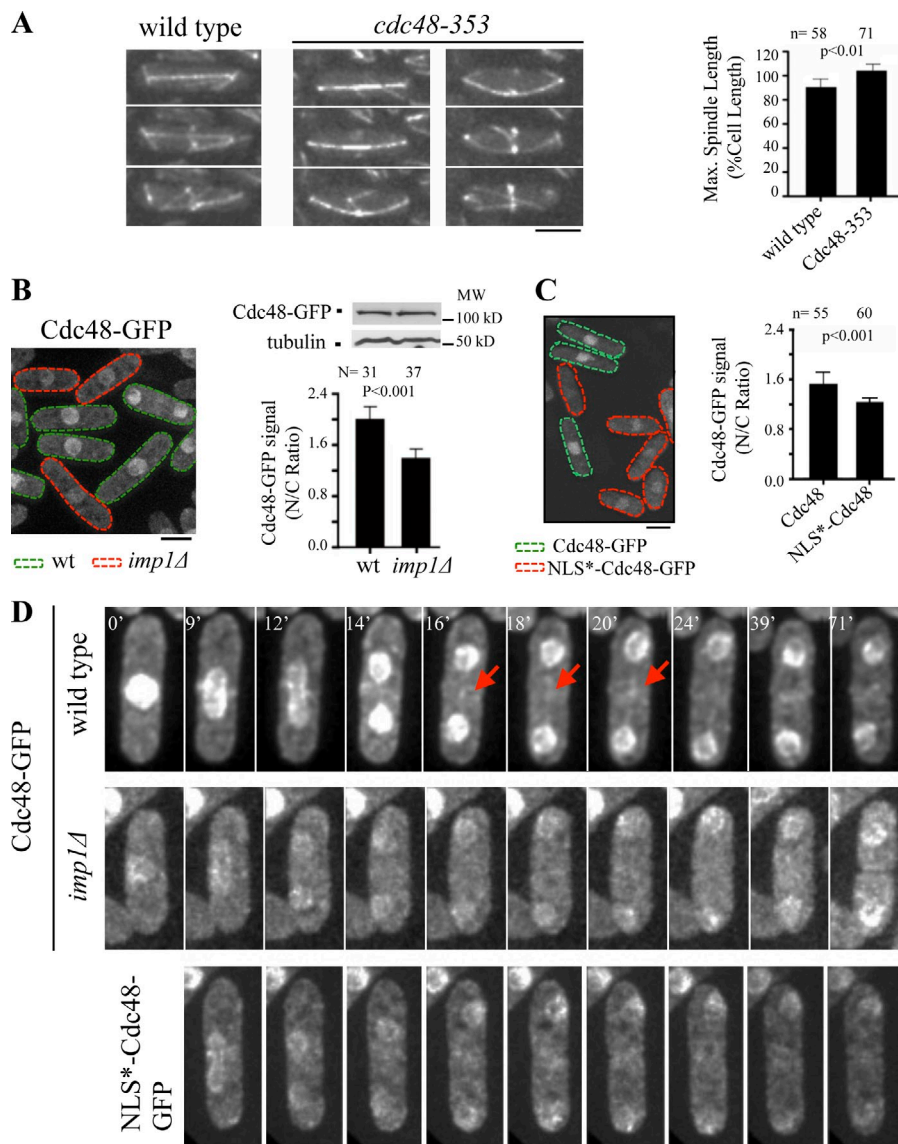 A
wild type
cdc48-353
n= 58 71
p<0.01
Max. Spindle Length
(%Cell Length)
120
100
80
60
40
20
0
wild type
Cdc48-353
B
Cdc48-GFP
wt
imp1Δ
Cdc48-GFP
tubulin
MW
100 kD
50 kD
N= 31 37
P<0.001
Cdc48-GFP signal
(N/C Ratio)
2.4
1.8
1.2
0.6
0.0
wt
imp1Δ
C
Cdc48-GFP
NLS*-Cdc48-GFP
n= 55 60
p<0.001
Cdc48-GFP signal
(N/C Ratio)
2.4
1.6
1.2
0.6
0.0
Cdc48
NLS*-Cdc48
D
Cdc48-GFP
wild type
0’ 9’ 12’ 14’ 16’ 18’ 20’ 24’ 39’ 71’
imp1Δ
NLS*-Cdc48-
GFP